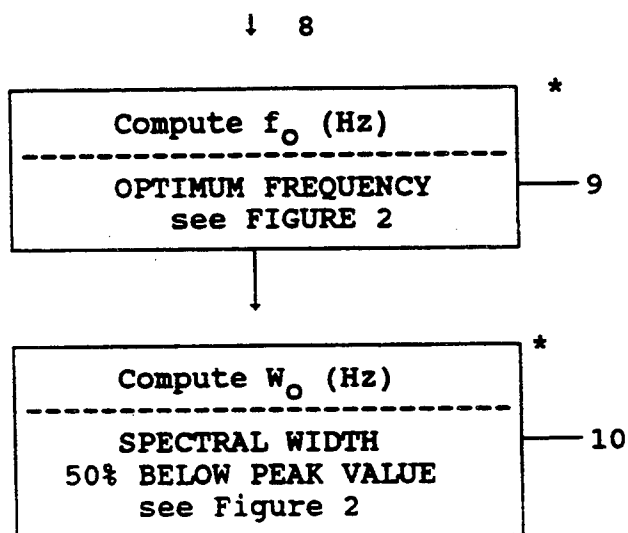 ↓ 8
*
Compute fo (Hz)
OPTIMUM FREQUENCY
see FIGURE 2
9
*
Compute Wo (Hz)
SPECTRAL WIDTH
50% BELOW PEAK VALUE
see Figure 2
10